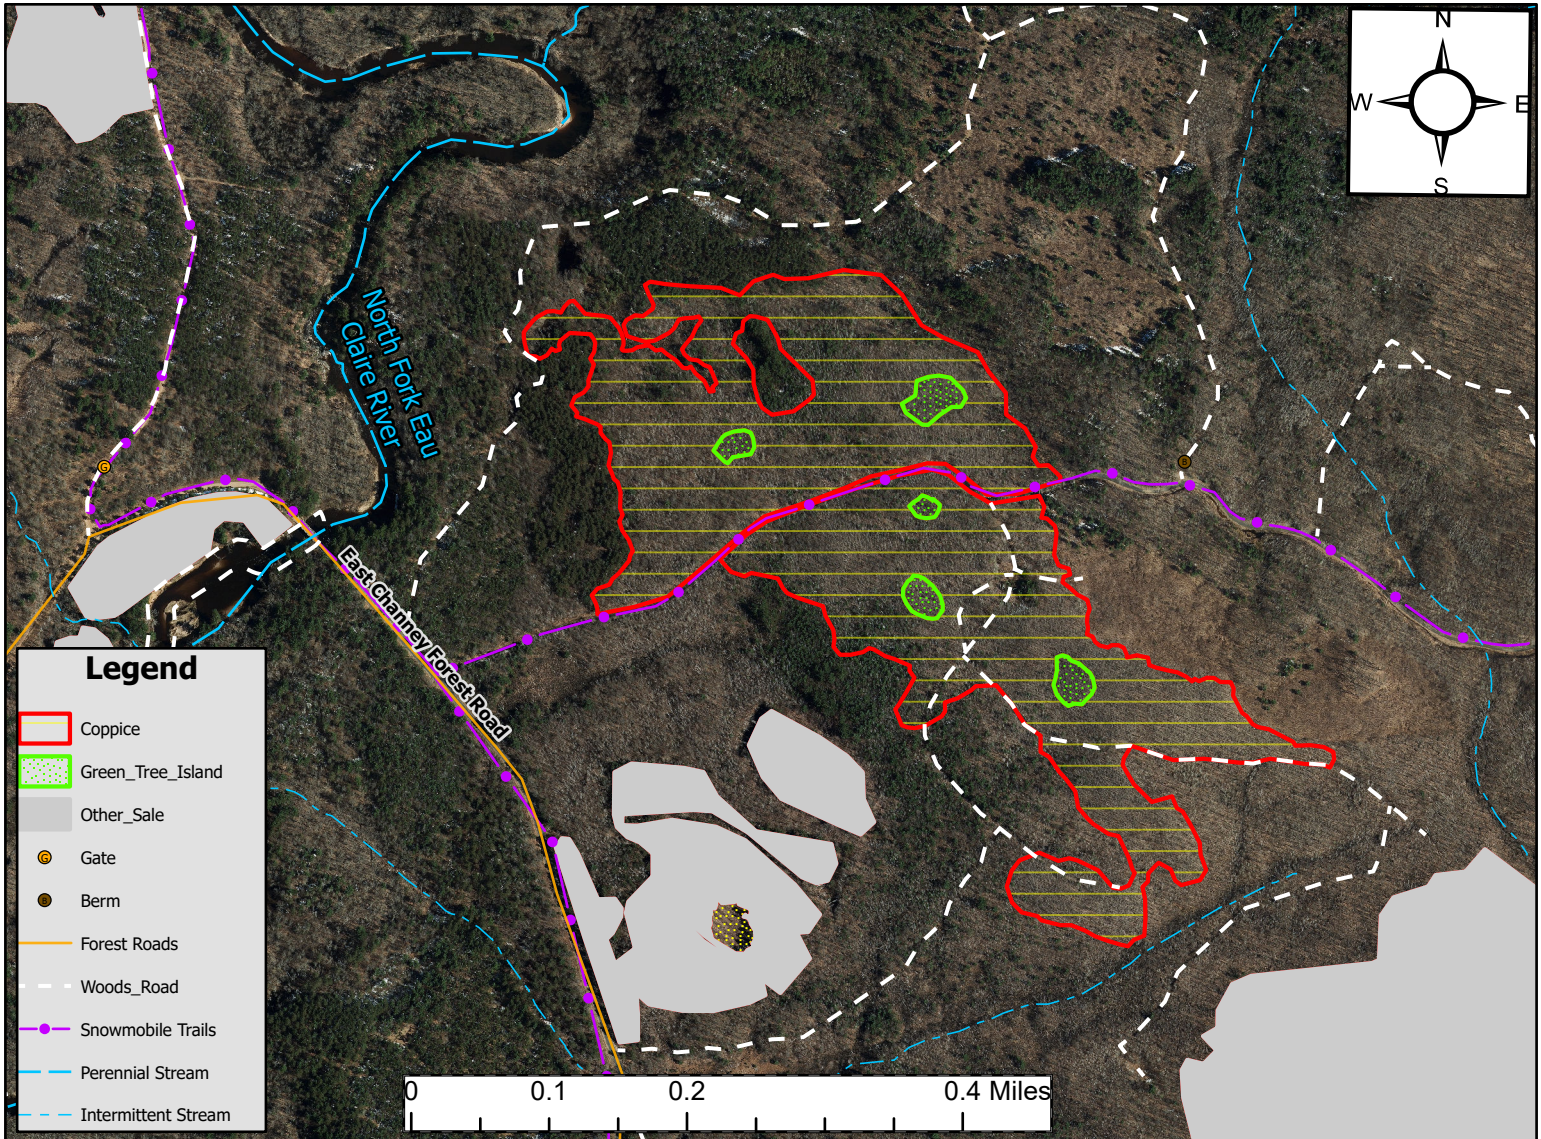 N
W E
S
North Fork Eau
Claire River
G
B
East Channey Forest Road
Legend
Coppice
Green_Tree_Island
Other_Sale
G Gate
B Berm
Forest Roads
Woods_Road
Snowmobile Trails
Perennial Stream
Intermittent Stream
0 0.1 0.2 0.4 Miles